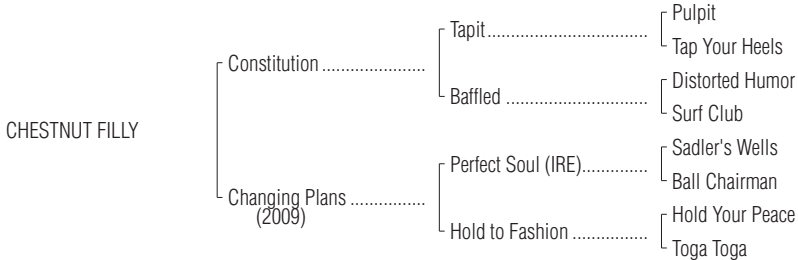 Pulpit
Tapit................................
Tap Your Heels
Constitution .....................
Distorted Humor
Baffled ............................
Surf Club
CHESTNUT FILLY
Sadler's Wells
Perfect Soul (IRE).............
Ball Chairman
Changing Plans ...............
(2009)
Hold Your Peace
Hold to Fashion ...............
Toga Toga